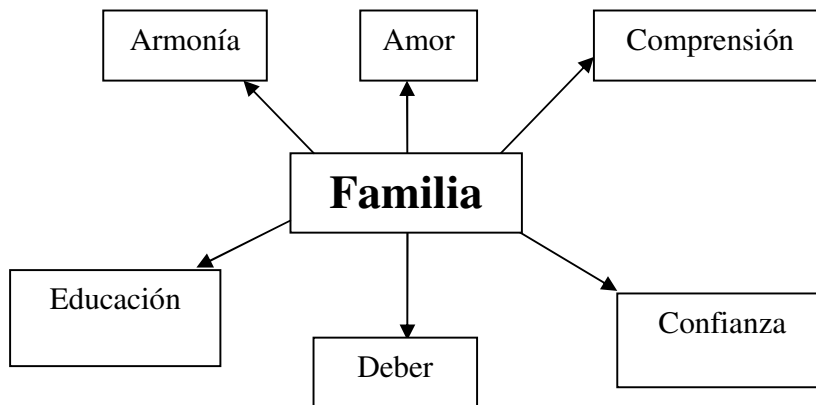 Armonía
Amor
Comprensión
Familia
Educación
Confianza
Deber